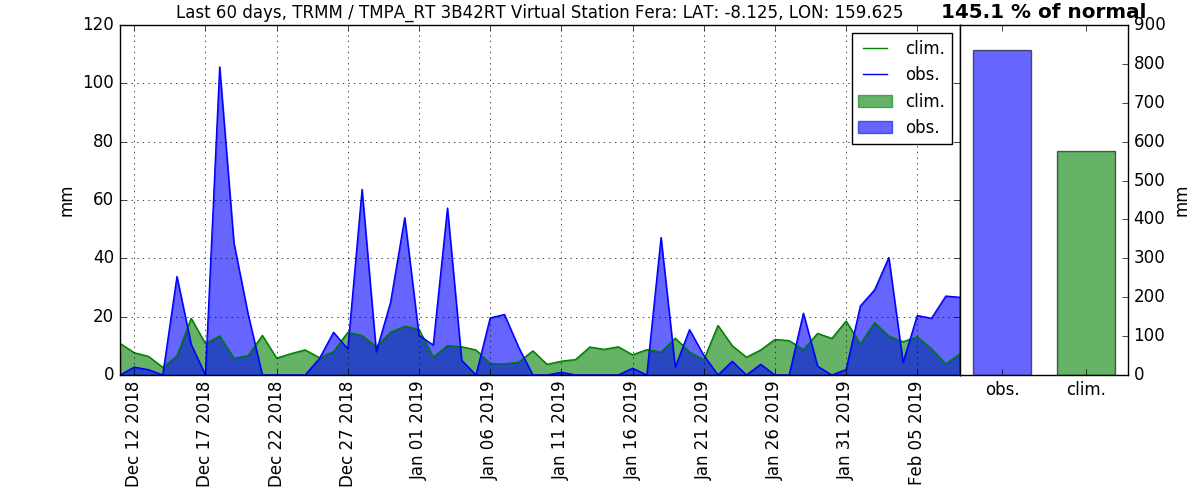 Last 60 days, TRMM / TMPA_RT 3B42RT Virtual Station Fera: LAT: -8.125, LON: 159.625
145.1 % of normal
120
100
80
60
40
20
0
mm
clim.
obs.
clim.
obs.
Dec 12 2018
Dec 17 2018
Dec 22 2018
Dec 27 2018
Jan 01 2019
Jan 06 2019
Jan 11 2019
Jan 16 2019
Jan 21 2019
Jan 26 2019
Jan 31 2019
Feb 05 2019
900
800
700
600
500
400
300
200
100
0
mm
obs.
clim.